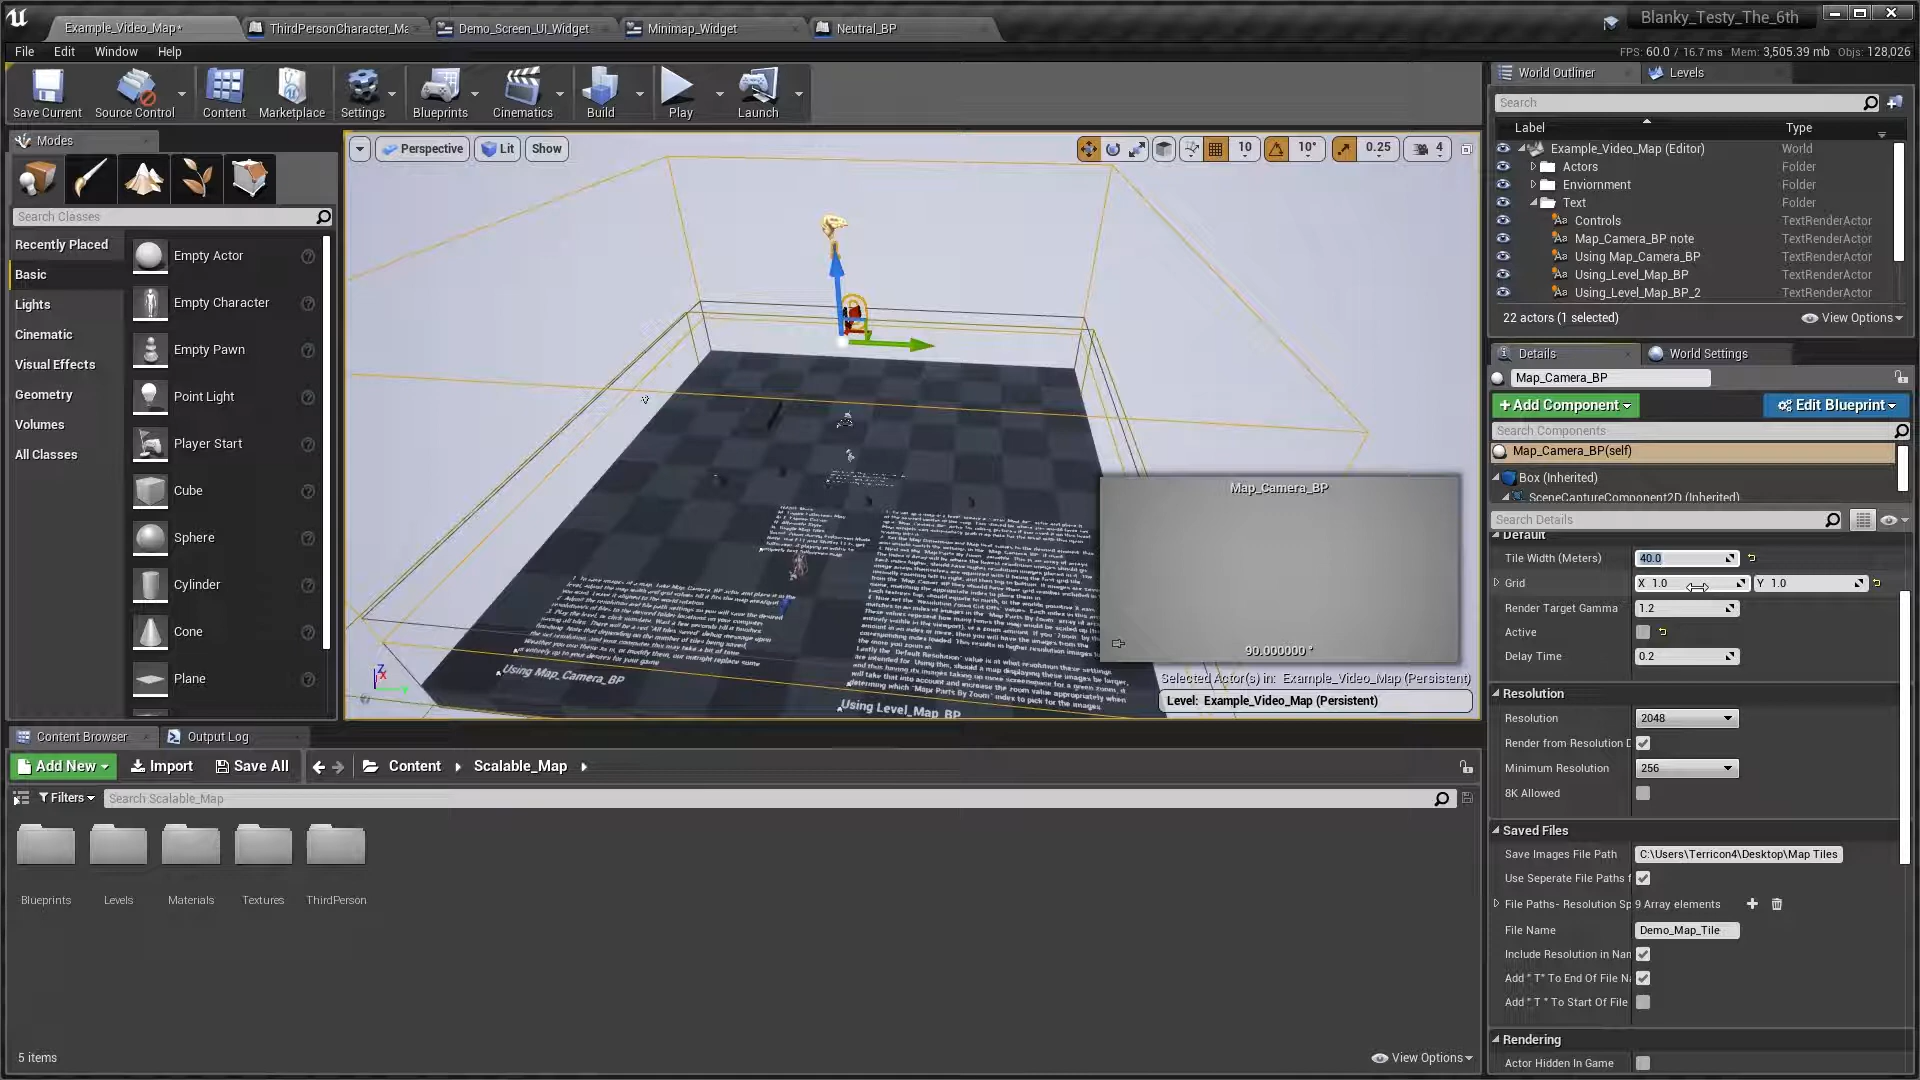 Example_Video_Map*
ThirdPersonCharacter_Ma
Demo_Screen_UI_Widget
Minimap_Widget
Neutral_BP
Blanky_Testy_The_6th
File Edit Window Help
FPS: 60.0 / 16.7 ms Mem: 3,505.39 mb Objs: 128,026
Save Current
Source Control
Content
Marketplace
Settings
Blueprints
Cinematics
Build
Play
Launch
Modes
Search Classes
Recently Placed
Basic
Lights
Cinematic
Visual Effects
Geometry
Volumes
All Classes
Empty Actor
Empty Character
Empty Pawn
Point Light
Player Start
Cube
Sphere
Cylinder
Cone
Plane
Perspective
Lit
Show
10
10°
0.25
4
Using Map_Camera_BP
Using Level_Map_BP
Map_Camera_BP
90.000000 °
Selected Actor(s) in: Example_Video_Map (Persistent)
Level: Example_Video_Map (Persistent)
World Outliner
Levels
Search
Label Type
Example_Video_Map (Editor) World
Actors Folder
Enviornment Folder
Text Folder
Controls TextRenderActor
Map_Camera_BP note TextRenderActor
Using Map_Camera_BP TextRenderActor
Using_Level_Map_BP TextRenderActor
Using_Level_Map_BP_2 TextRenderActor
22 actors (1 selected)
View Options
Details
World Settings
Map_Camera_BP
+Add Component
Edit Blueprint
Search Components
Map_Camera_BP(self)
Box (Inherited)
SceneCaptureComponent2D (Inherited)
Search Details
Default
Tile Width (Meters) 40.0
Grid X 1.0 Y 1.0
Render Target Gamma 1.2
Active
Delay Time 0.2
Resolution
Resolution 2048
Render from Resolution D
Minimum Resolution 256
8K Allowed
Saved Files
Save Images File Path C:\Users\Terricon4\Desktop\Map Tiles
Use Seperate File Paths f
File Paths- Resolution Sp 9 Array elements
File Name Demo_Map_Tile
Include Resolution in Nam
Add " T" To End Of File Na
Add " T " To Start Of File
Rendering
Actor Hidden In Game
Content Browser
Output Log
Add New
Import
Save All
Content
Scalable_Map
Filters
Search Scalable_Map
Blueprints
Levels
Materials
Textures
ThirdPerson
5 items
View Options